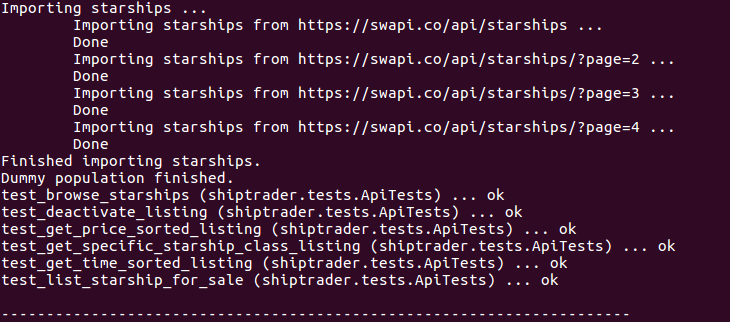 Importing starships ...
Importing starships from https://swapi.co/api/starships ...
Done
Importing starships from https://swapi.co/api/starships/?page=2 ...
Done
Importing starships from https://swapi.co/api/starships/?page=3 ...
Done
Importing starships from https://swapi.co/api/starships/?page=4 ...
Done
Finished importing starships.
Dummy population finished.
test_browse_starships (shiptrader.tests.ApiTests) ... ok
test_deactivate_listing (shiptrader.tests.ApiTests) ... ok
test_get_price_sorted_listing (shiptrader.tests.ApiTests) ... ok
test_get_specific_starship_class_listing (shiptrader.tests.ApiTests) ... ok
test_get_time_sorted_listing (shiptrader.tests.ApiTests) ... ok
test_list_starship_for_sale (shiptrader.tests.ApiTests) ... ok
----------------------------------------------------------------------